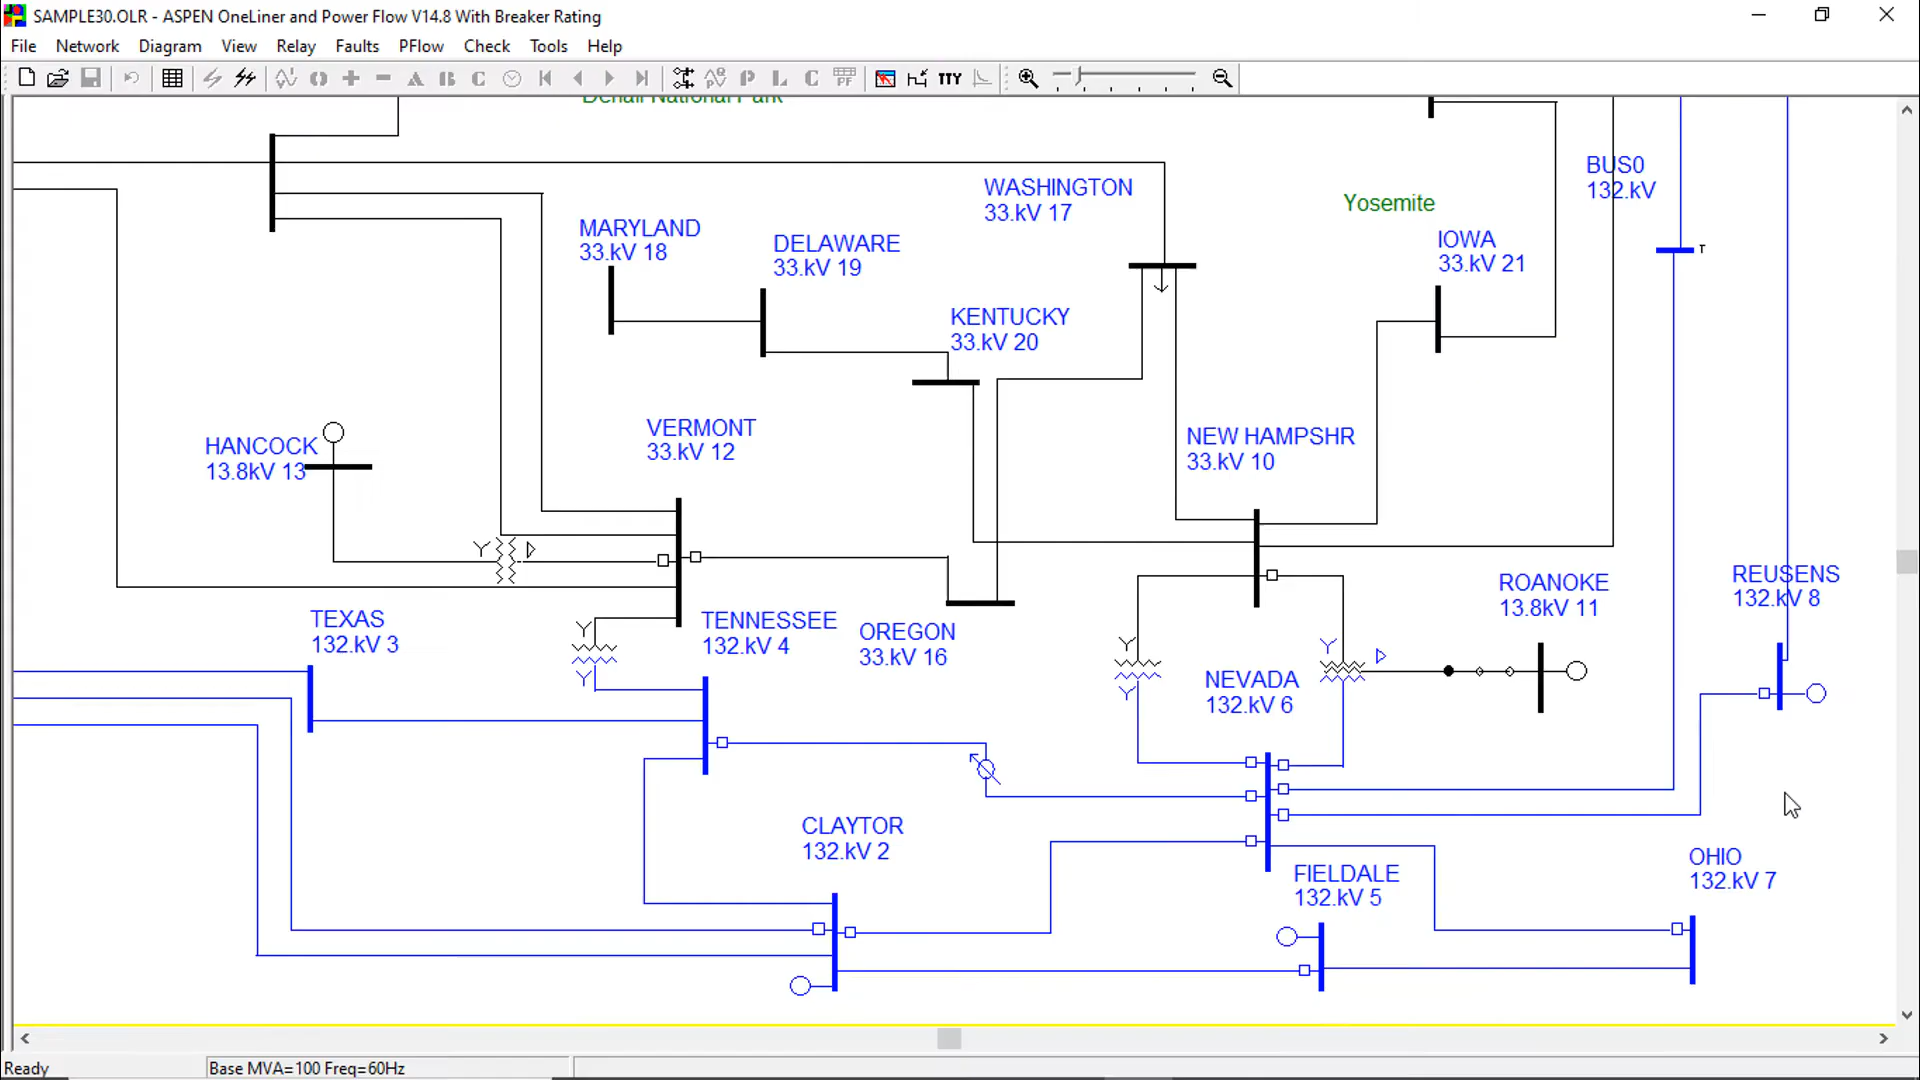 SAMPLE30.OLR - ASPEN OneLiner and Power Flow V14.8 With Breaker Rating
File Network Diagram View Relay Faults PFlow Check Tools Help
TTY
Denali National Park
WASHINGTON
33.kV 17
BUS0
132.kV
Yosemite
MARYLAND
33.kV 18
DELAWARE
33.kV 19
IOWA
33.kV 21
T
KENTUCKY
33.kV 20
HANCOCK
13.8kV 13
VERMONT
33.kV 12
NEW HAMPSHR
33.kV 10
TEXAS
132.kV 3
TENNESSEE
132.kV 4
OREGON
33.kV 16
ROANOKE
13.8kV 11
REUSENS
132.kV 8
NEVADA
132.kV 6
CLAYTOR
132.kV 2
FIELDALE
132.kV 5
OHIO
132.kV 7
Ready
Base MVA=100 Freq=60Hz